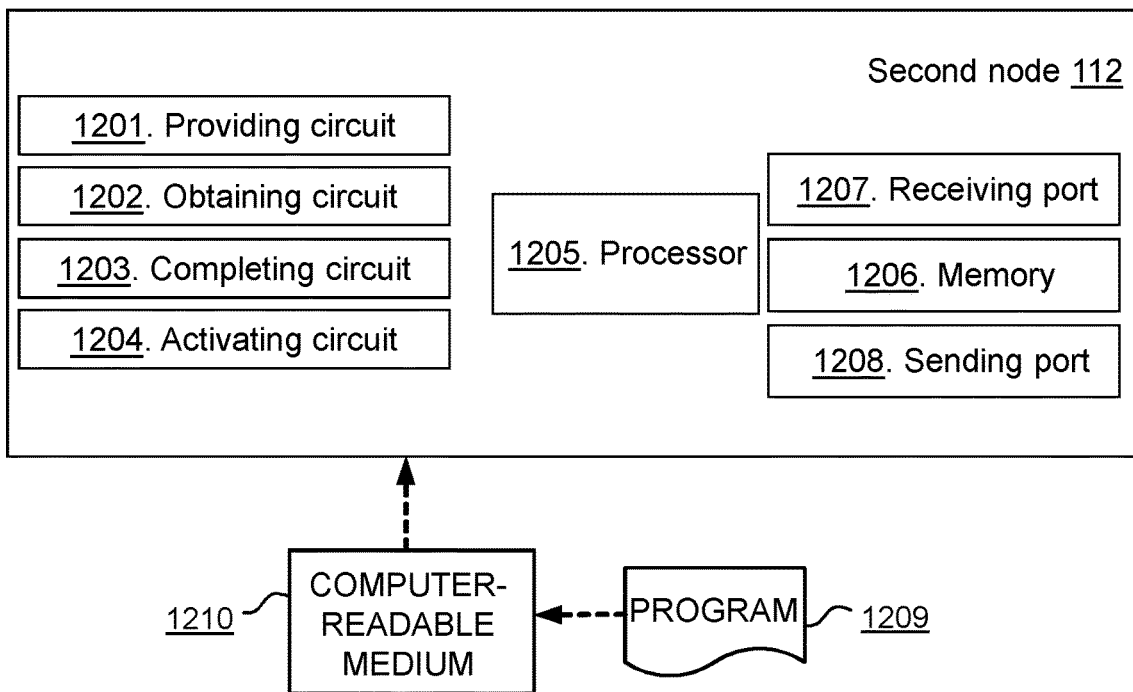 Second node 112
1201. Providing circuit
1202. Obtaining circuit
1203. Completing circuit
1204. Activating circuit
1205. Processor
1207. Receiving port
1206. Memory
1208. Sending port
1210
COMPUTER-
READABLE
MEDIUM
PROGRAM
1209